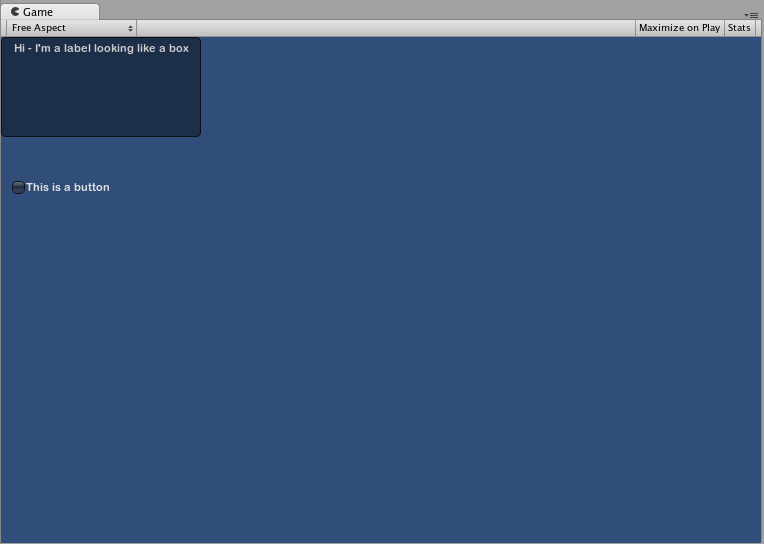 Game
Free Aspect
Maximize on Play
Stats
Hi - I'm a label looking like a box
This is a button